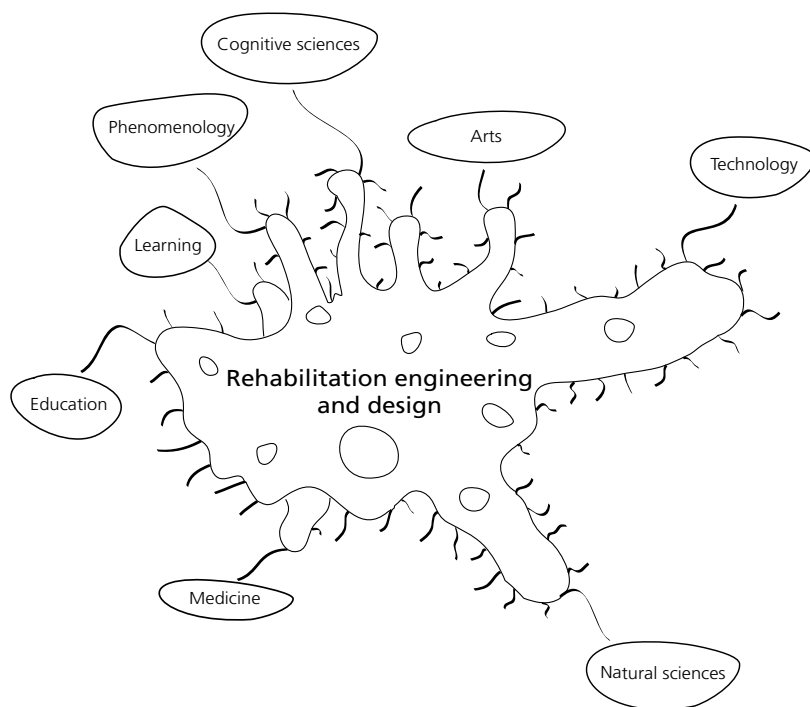 Cognitive sciences
Phenomenology
Arts
Technology
Learning
Rehabilitation engineering
and design
Education
Medicine
Natural sciences